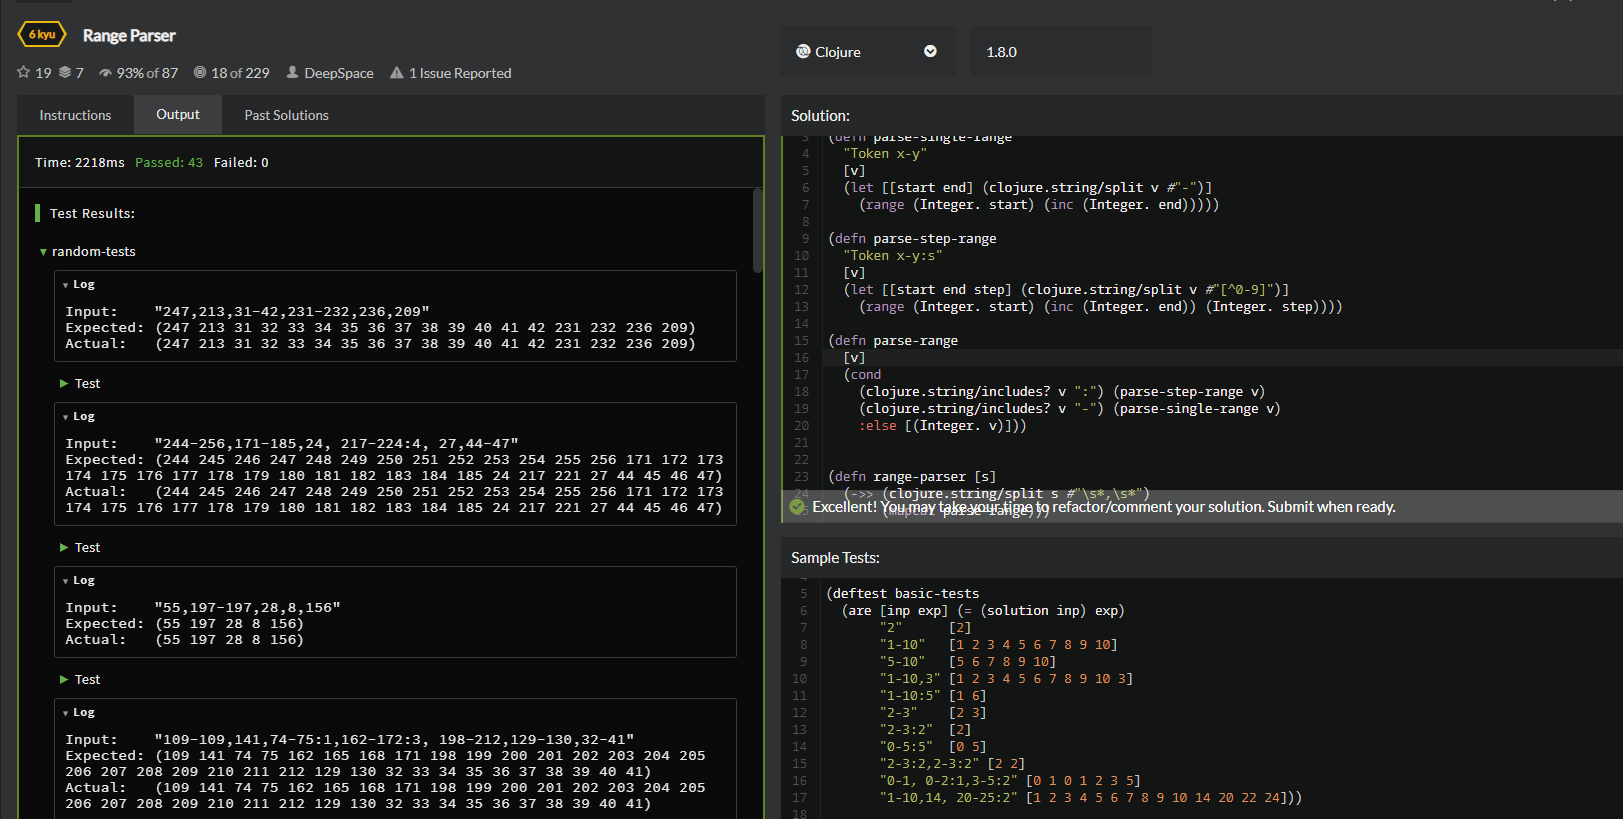 6 kyu
Range Parser
19 7 93% of 87 18 of 229 DeepSpace 1 Issue Reported
Instructions Output Past Solutions
Time: 2218ms Passed: 43 Failed: 0
Test Results:
▼ random-tests
▼ Log
Input:    "247,213,31-42,231-232,236,209"
Expected: (247 213 31 32 33 34 35 36 37 38 39 40 41 42 231 232 236 209)
Actual:   (247 213 31 32 33 34 35 36 37 38 39 40 41 42 231 232 236 209)
▶ Test
▼ Log
Input:    "244-256,171-185,24, 217-224:4, 27,44-47"
Expected: (244 245 246 247 248 249 250 251 252 253 254 255 256 171 172 173
174 175 176 177 178 179 180 181 182 183 184 185 24 217 221 27 44 45 46 47)
Actual:   (244 245 246 247 248 249 250 251 252 253 254 255 256 171 172 173
174 175 176 177 178 179 180 181 182 183 184 185 24 217 221 27 44 45 46 47)
▶ Test
▼ Log
Input:    "55,197-197,28,8,156"
Expected: (55 197 28 8 156)
Actual:   (55 197 28 8 156)
▶ Test
▼ Log
Input:    "109-109,141,74-75:1,162-172:3, 198-212,129-130,32-41"
Expected: (109 141 74 75 162 165 168 171 198 199 200 201 202 203 204 205
206 207 208 209 210 211 212 129 130 32 33 34 35 36 37 38 39 40 41)
Actual:   (109 141 74 75 162 165 168 171 198 199 200 201 202 203 204 205
206 207 208 209 210 211 212 129 130 32 33 34 35 36 37 38 39 40 41)
Clojure
1.8.0
Solution:
3 (defn parse-single-range
4   "Token x-y"
5   [v]
6   (let [[start end] (clojure.string/split v #"-")]
7     (range (Integer. start) (inc (Integer. end)))))
8
9 (defn parse-step-range
10   "Token x-y:s"
11   [v]
12   (let [[start end step] (clojure.string/split v #"[^0-9]")]
13     (range (Integer. start) (inc (Integer. end)) (Integer. step))))
14
15 (defn parse-range
16   [v]
17   (cond
18     (clojure.string/includes? v ":") (parse-step-range v)
19     (clojure.string/includes? v "-") (parse-single-range v)
20     :else [(Integer. v)]))
21
22
23 (defn range-parser [s]
24   (->> (clojure.string/split s #"\s*,\s*")
25        (mapcat parse-range)))
Excellent! You may take your time to refactor/comment your solution. Submit when ready.
Sample Tests:
4
5 (deftest basic-tests
6   (are [inp exp] (= (solution inp) exp)
7        "2"      [2]
8        "1-10"   [1 2 3 4 5 6 7 8 9 10]
9        "5-10"   [5 6 7 8 9 10]
10        "1-10,3" [1 2 3 4 5 6 7 8 9 10 3]
11        "1-10:5" [1 6]
12        "2-3"    [2 3]
13        "2-3:2"  [2]
14        "0-5:5"  [0 5]
15        "2-3:2,2-3:2" [2 2]
16        "0-1, 0-2:1,3-5:2" [0 1 0 1 2 3 5]
17        "1-10,14, 20-25:2" [1 2 3 4 5 6 7 8 9 10 14 20 22 24]))
18